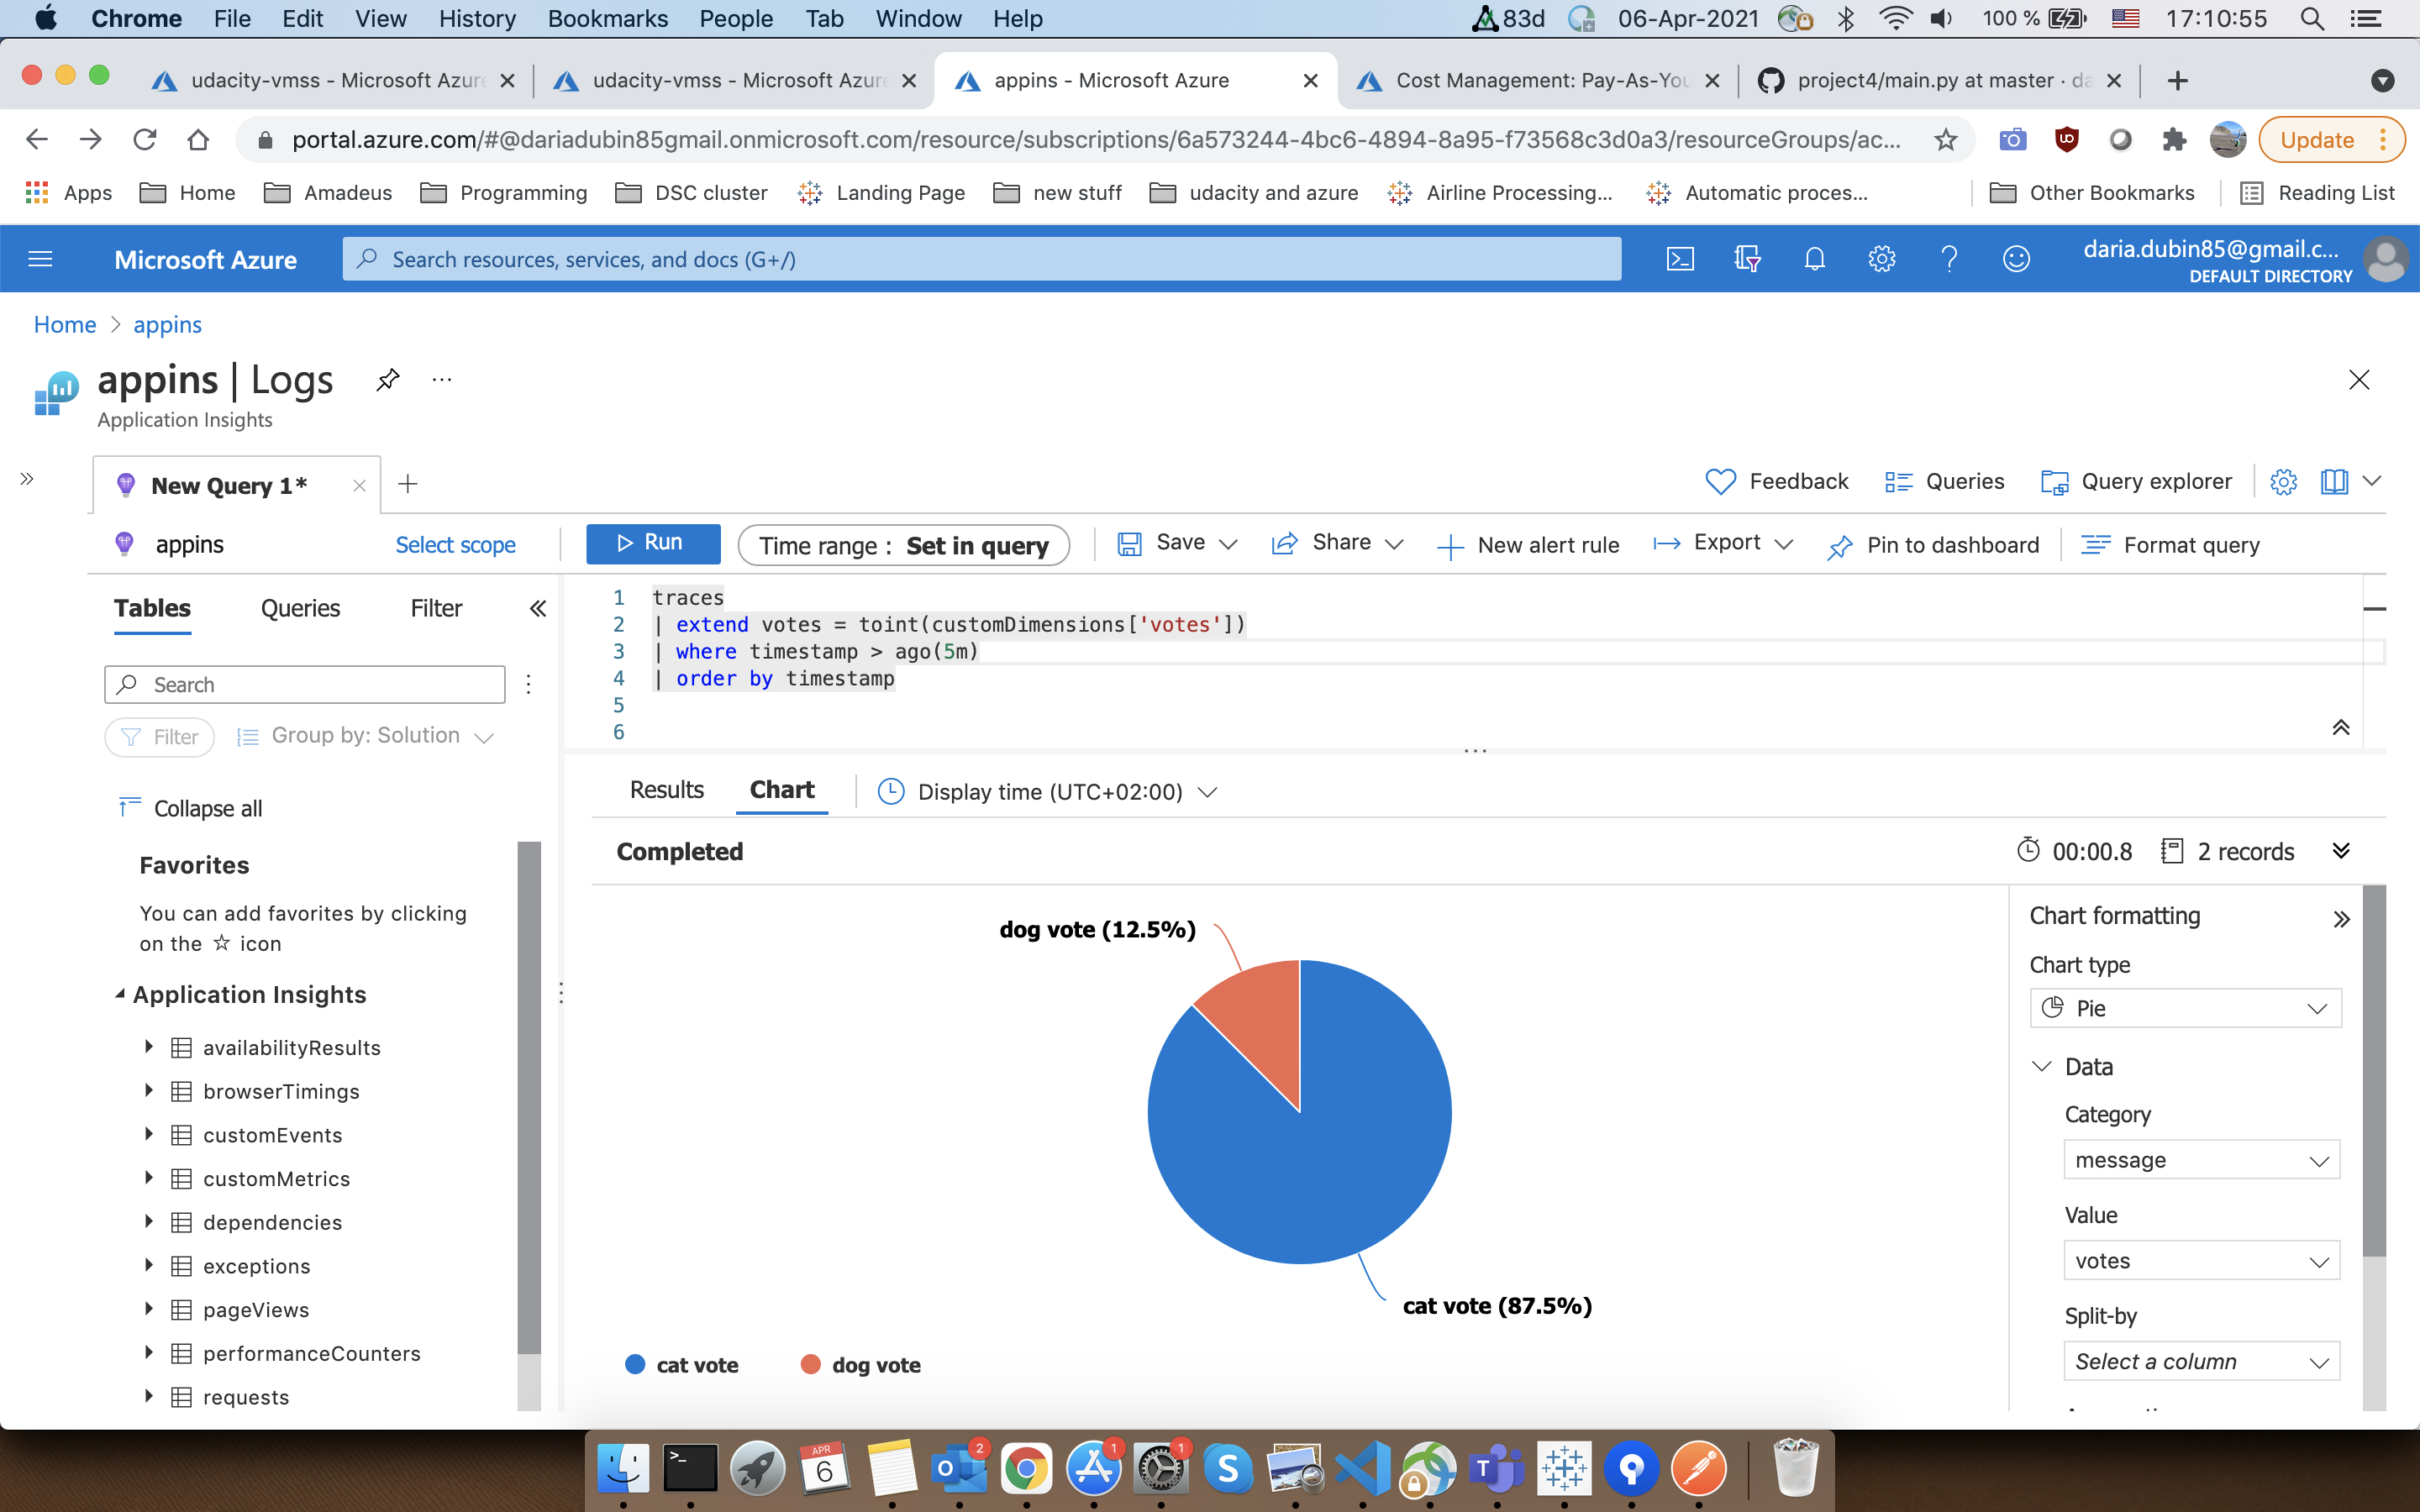 Chrome File Edit View History Bookmarks People Tab Window Help 83d 06-Apr-2021 100 % 17:10:55
udacity-vmss - Microsoft Azure udacity-vmss - Microsoft Azure appins - Microsoft Azure Cost Management: Pay-As-You project4/main.py at master · da
portal.azure.com/#@dariadubin85gmail.onmicrosoft.com/resource/subscriptions/6a573244-4bc6-4894-8a95-f73568c3d0a3/resourceGroups/ac... Update
Apps Home Amadeus Programming DSC cluster Landing Page new stuff udacity and azure Airline Processing... Automatic proces... Other Bookmarks Reading List
Microsoft Azure Search resources, services, and docs (G+/) daria.dubin85@gmail.c...
DEFAULT DIRECTORY
Home > appins
appins | Logs ...
Application Insights
New Query 1* Feedback Queries Query explorer
appins Select scope Run Time range : Set in query Save Share New alert rule Export Pin to dashboard Format query
Tables Queries Filter
Search
Filter Group by: Solution
Collapse all
Favorites
You can add favorites by clicking
on the ☆ icon
Application Insights
availabilityResults
browserTimings
customEvents
customMetrics
dependencies
exceptions
pageViews
performanceCounters
requests
1 traces
2 | extend votes = toint(customDimensions['votes'])
3 | where timestamp > ago(5m)
4 | order by timestamp
5
6
Results Chart Display time (UTC+02:00)
Completed 00:00.8 2 records
dog vote (12.5%)
cat vote (87.5%)
cat vote dog vote
Chart formatting
Chart type
Pie
Data
Category
message
Value
votes
Split-by
Select a column
2 1 1
APR
6